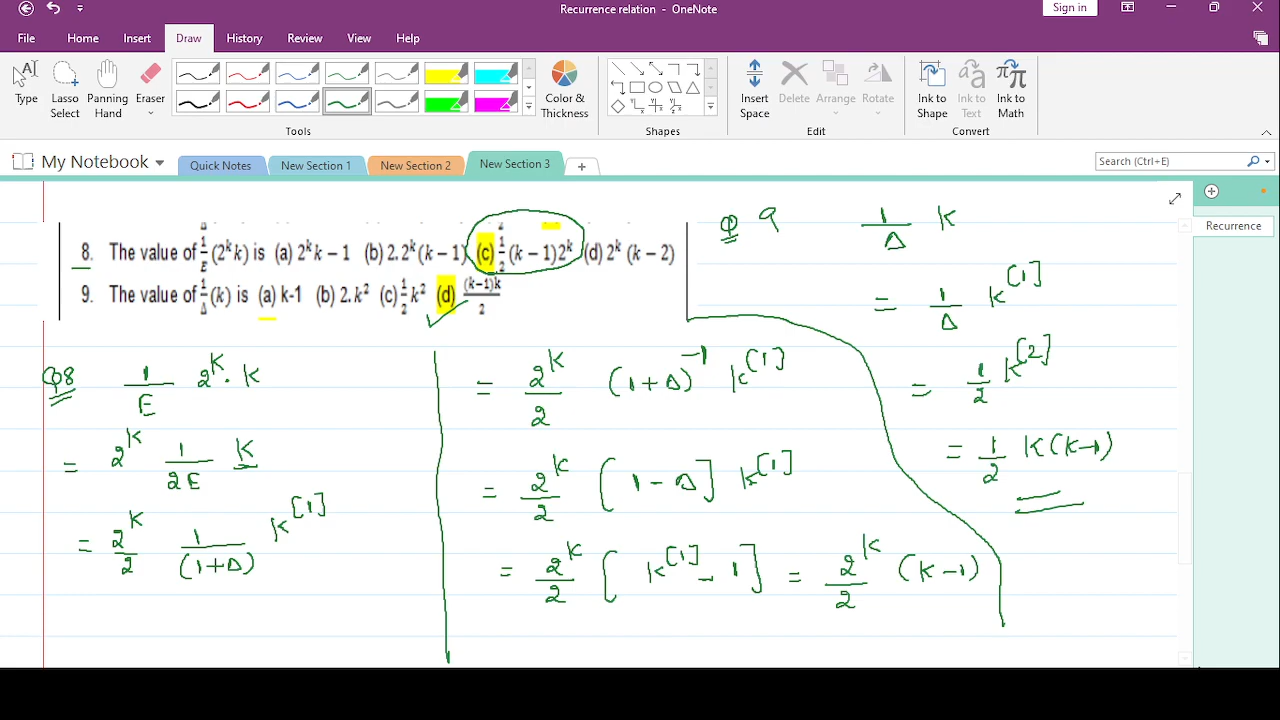 Recurrence relation - OneNote
Sign in
File Home Insert Draw History Review View Help
Type Lasso Select Panning Hand Eraser
Color & Thickness
Insert Space Delete Arrange Rotate
Ink to Shape Ink to Text Ink to Math
Tools Shapes Edit Convert
My Notebook Quick Notes New Section 1 New Section 2 New Section 3
Search (Ctrl+E)
Recurrence
8. The value of 1/E (2^k k) is (a) 2^k k − 1 (b) 2. 2^k (k − 1) (c) 1/2 (k − 1)2^k (d) 2^k (k − 2)
9. The value of 1/Δ (k) is (a) k-1 (b) 2. k^2 (c) 1/2 k^2 (d) (k−1)k/2
Q8 1/E 2^k · k
= 2^k 1/2E k
= 2^k/2 1/(1+Δ) k^[1]
= 2^k/2 (1+Δ)^-1 k^[1]
= 2^k/2 [1 − Δ] k^[1]
= 2^k/2 [k^[1] − 1] = 2^k/2 (k−1)
Q 9 1/Δ k
= 1/Δ k^[1]
= 1/2 k^[2]
= 1/2 k(k−1)